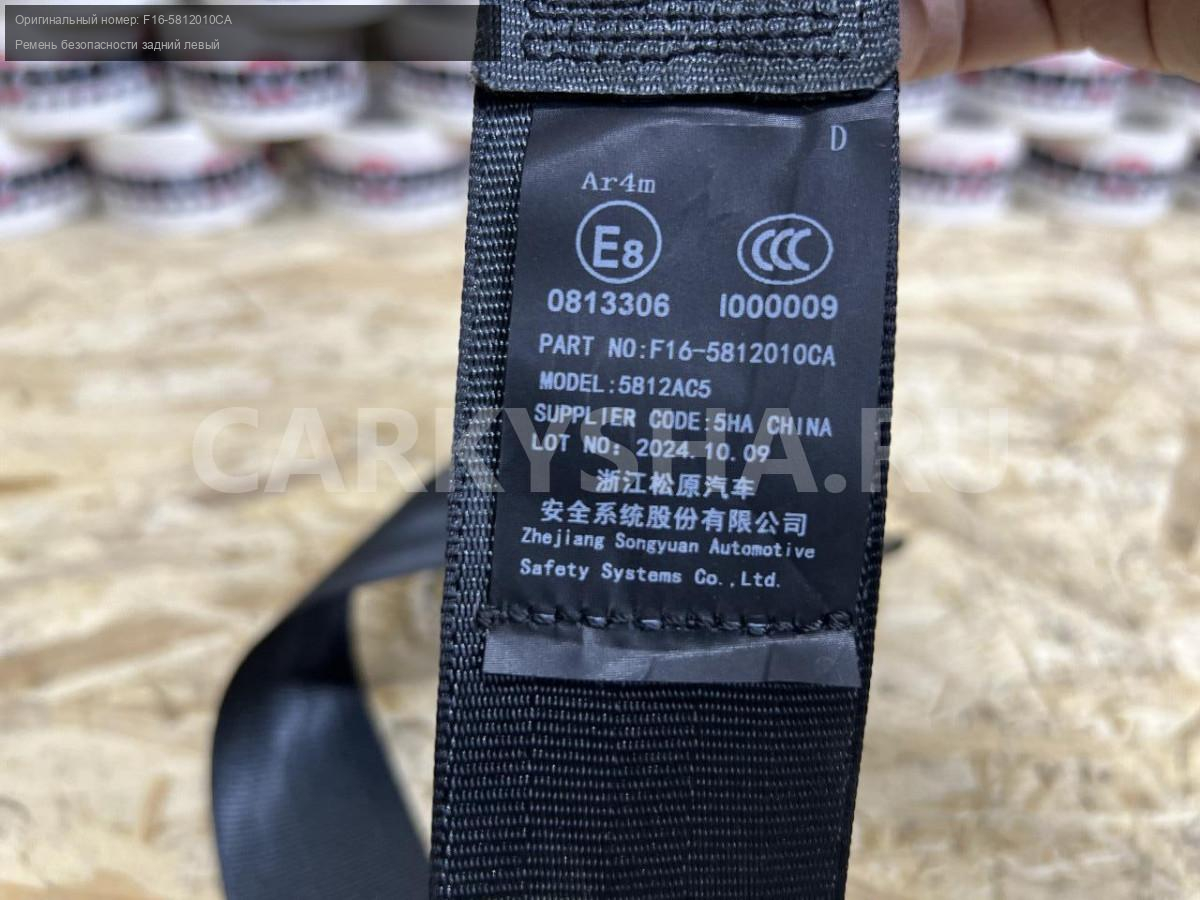 Оригинальный номер: F16-5812010CA
Ремень безопасности задний левый
D
Ar4m
E8
CCC
0813306 I000009
PART NO:F16-5812010CA
MODEL:5812AC5
SUPPLIER CODE:5HA CHINA
LOT NO: 2024.10.09
CARKYSHA.RU
浙江松原汽车
安全系统股份有限公司
Zhejiang Songyuan Automotive
Safety Systems Co.,Ltd.